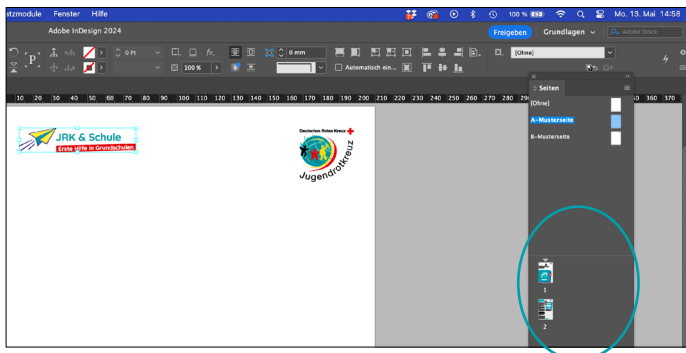 atzmodule Fenster Hilfe 100 % Mo. 13. Mai 14:58
Adobe InDesign 2024 Freigeben Grundlagen Adobe Stock
P 0 Pt fx. 0 mm [Ohne]
100 % Automatisch ein...
Seiten
10 20 30 40 50 60 70 80 90 100 110 120 130 140 150 160 170 180 190 200 210 220 230 240 250 260 270 280 360 370
[Ohne]
A-Musterseite
B-Musterseite
JRK & Schule
Erste Hilfe in Grundschulen
Deutsches Rotes Kreuz
Jugendrotkreuz
1
2